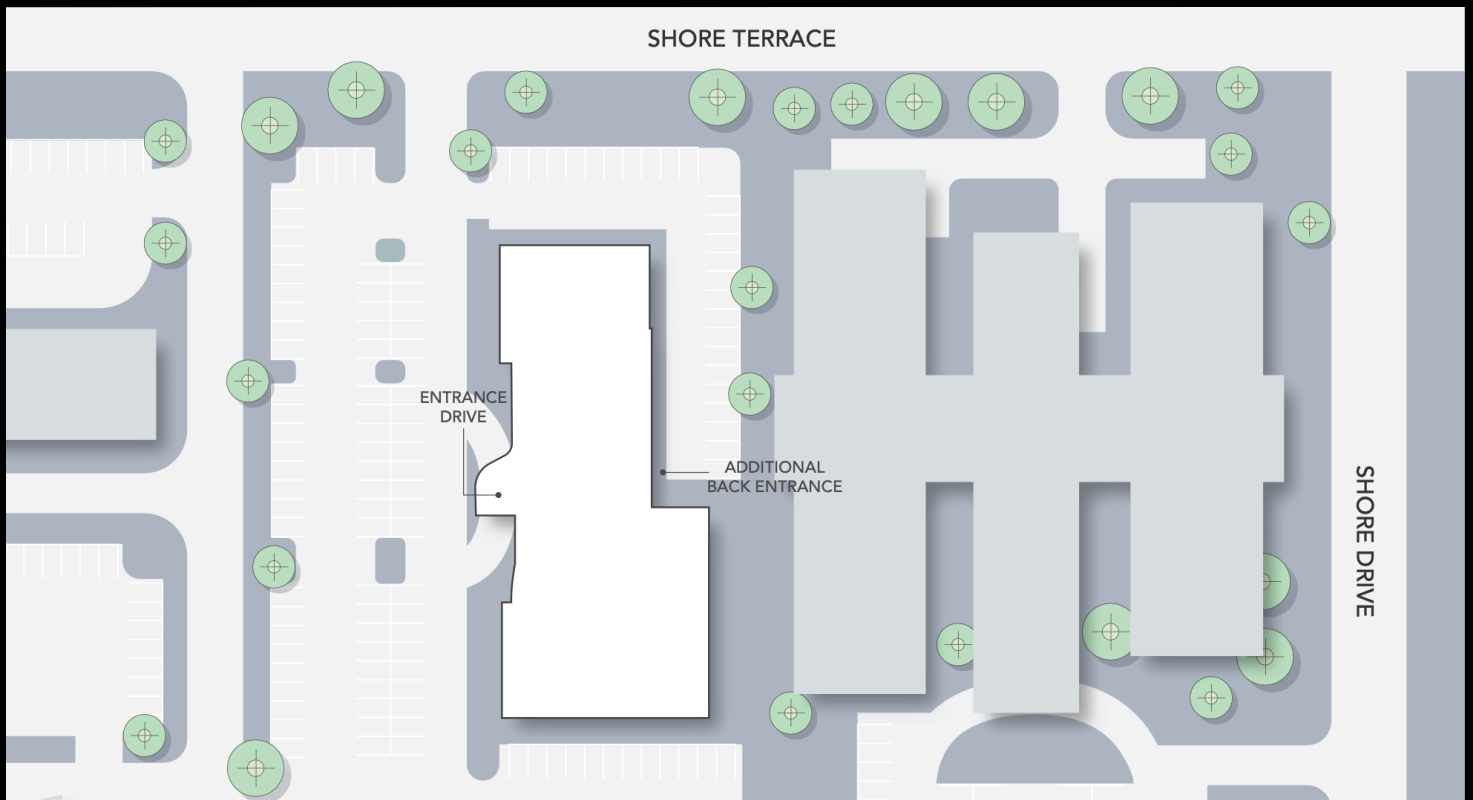 SHORE TERRACE
ENTRANCE
DRIVE
ADDITIONAL
BACK ENTRANCE
SHORE DRIVE